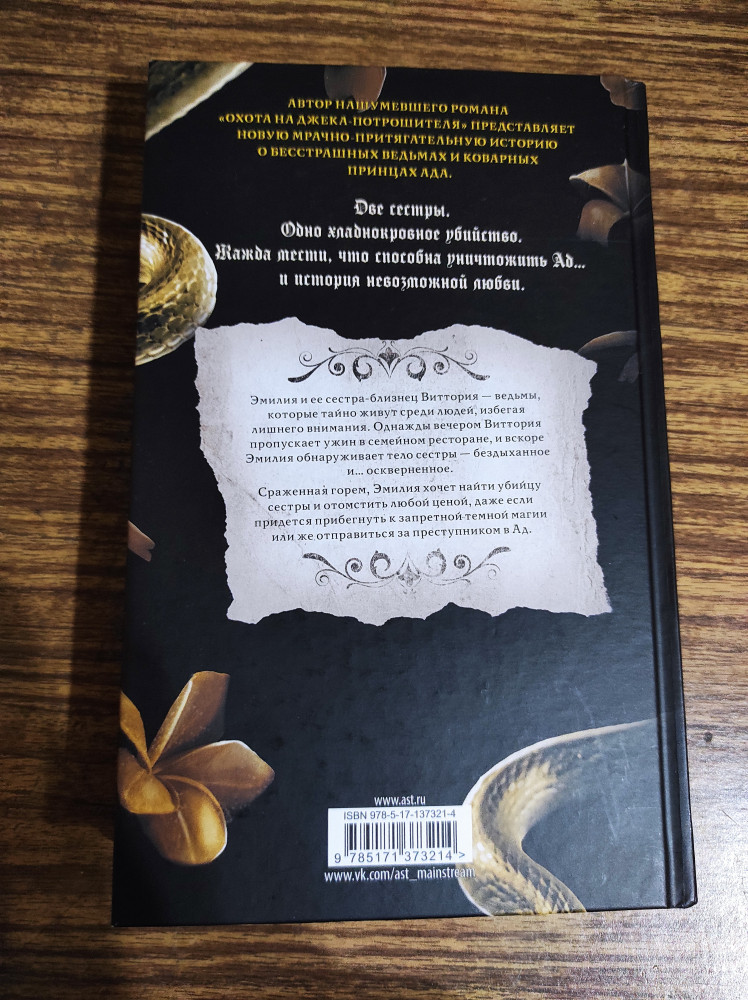 АВТОР НАШУМЕВШЕГО РОМАНА
«ОХОТА НА ДЖЕКА-ПОТРОШИТЕЛЯ» ПРЕДСТАВЛЯЕТ
НОВУЮ МРАЧНО-ПРИТЯГАТЕЛЬНУЮ ИСТОРИЮ
О БЕССТРАШНЫХ ВЕДЬМАХ И КОВАРНЫХ
ПРИНЦАХ АДА.
Две сестры.
Одно хладнокровное убийство.
Жажда мести, что способна уничтожить Ад...
и история невозможной любви.
Эмилия и ее сестра-близнец Виттория — ведьмы,
которые тайно живут среди людей, избегая
лишнего внимания. Однажды вечером Виттория
пропускает ужин в семейном ресторане, и вскоре
Эмилия обнаруживает тело сестры — бездыханное
и... оскверненное.
Сраженная горем, Эмилия хочет найти убийцу
сестры и отомстить любой ценой, даже если
придется прибегнуть к запретной темной магии
или же отправиться за преступником в Ад.
www.ast.ru
ISBN 978-5-17-137321-4
9 785171 373214 >
www.vk.com/ast_mainstream